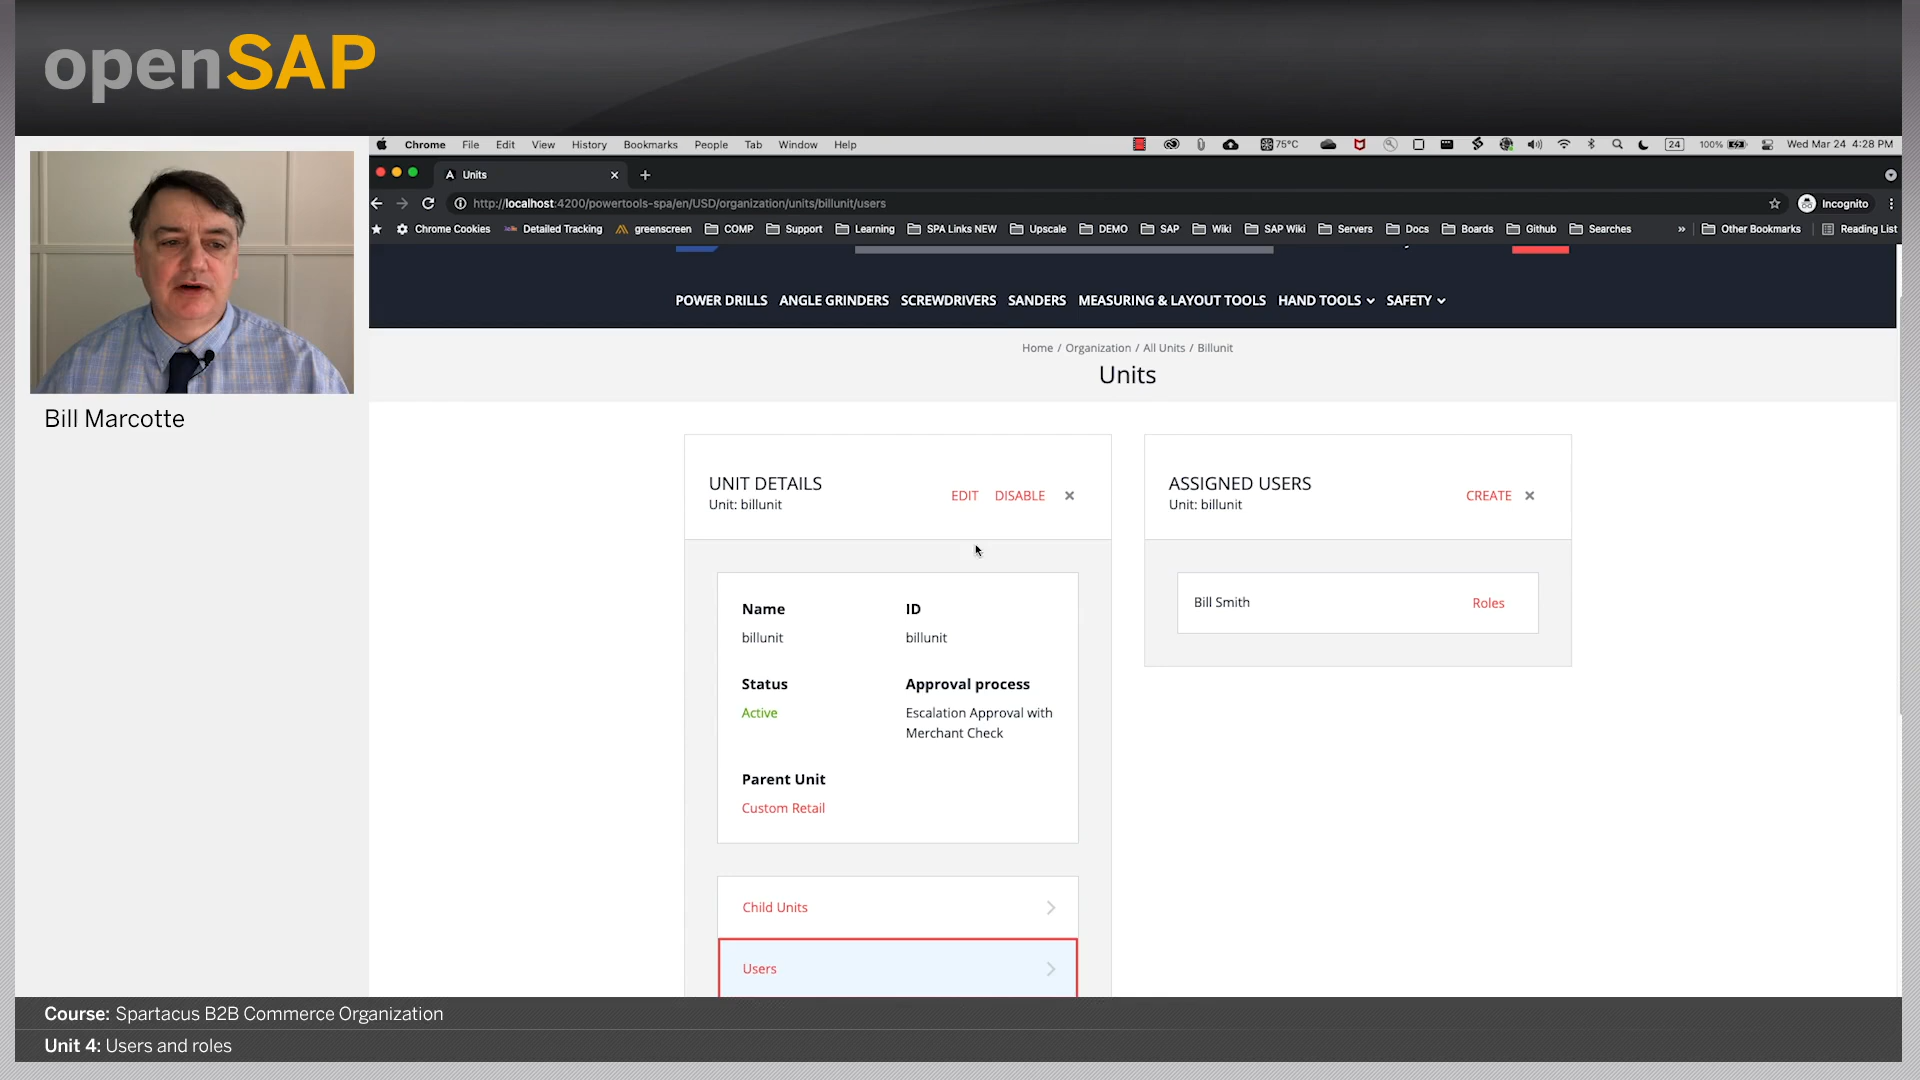 openSAP
Chrome File Edit View History Bookmarks People Tab Window Help 75°C 24 100% Wed Mar 24 4:28 PM
Units
http://localhost:4200/powertools-spa/en/USD/organization/units/billunit/users Incognito
Chrome Cookies Detailed Tracking greenscreen COMP Support Learning SPA Links NEW Upscale DEMO SAP Wiki SAP Wiki Servers Docs Boards Github Searches » Other Bookmarks Reading List
POWER DRILLS ANGLE GRINDERS SCREWDRIVERS SANDERS MEASURING & LAYOUT TOOLS HAND TOOLS SAFETY
Home / Organization / All Units / Billunit
Units
Bill Marcotte
UNIT DETAILS
Unit: billunit
EDIT DISABLE
ASSIGNED USERS
Unit: billunit
CREATE
Name
billunit
ID
billunit
Bill Smith Roles
Status
Active
Approval process
Escalation Approval with
Merchant Check
Parent Unit
Custom Retail
Child Units
Users
Course: Spartacus B2B Commerce Organization
Unit 4: Users and roles